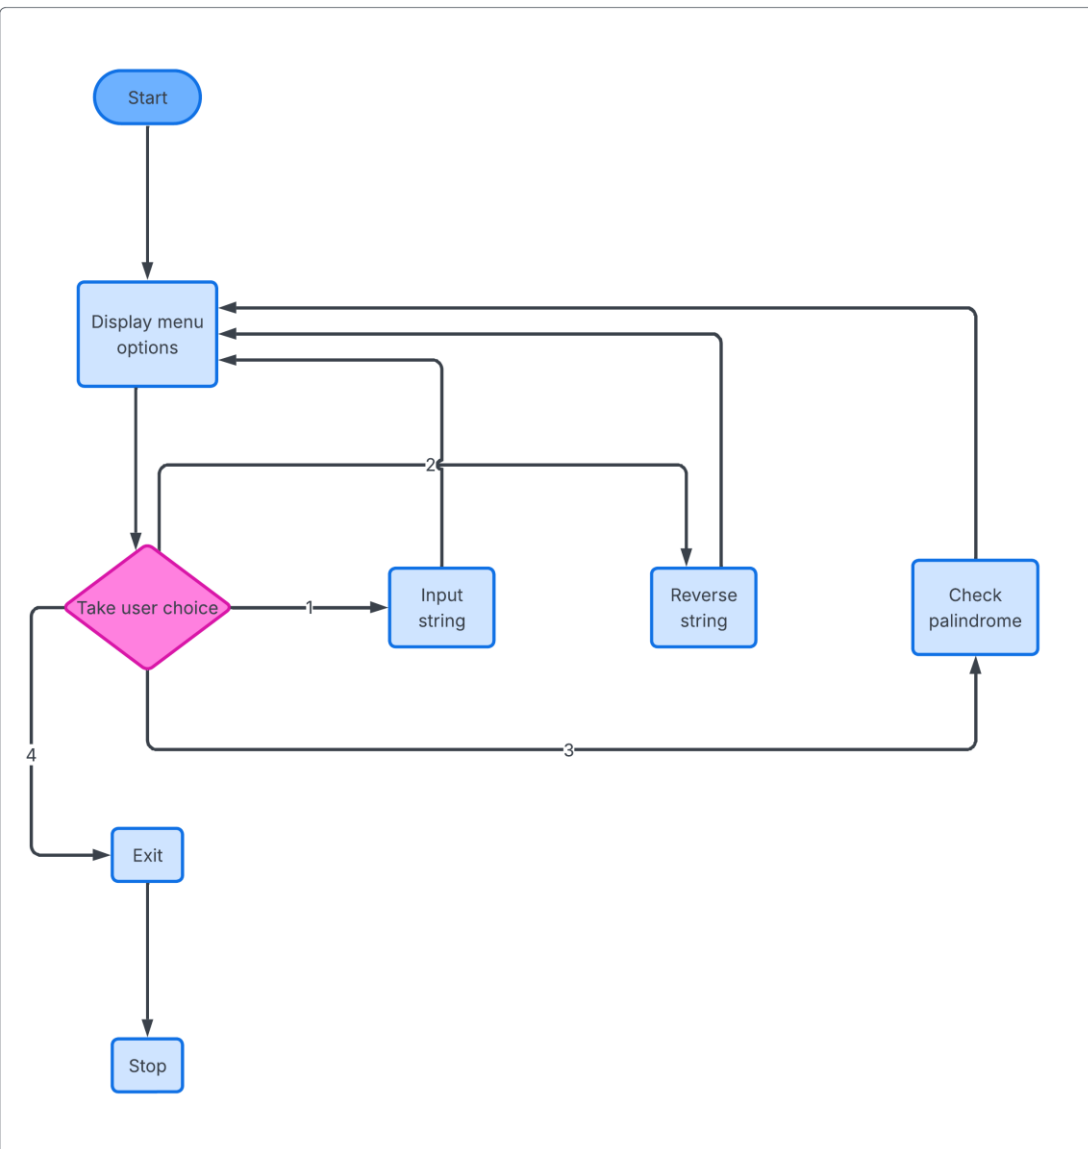 Start
Display menu
options
2
Take user choice
1
Input
string
Reverse
string
Check
palindrome
3
4
Exit
Stop